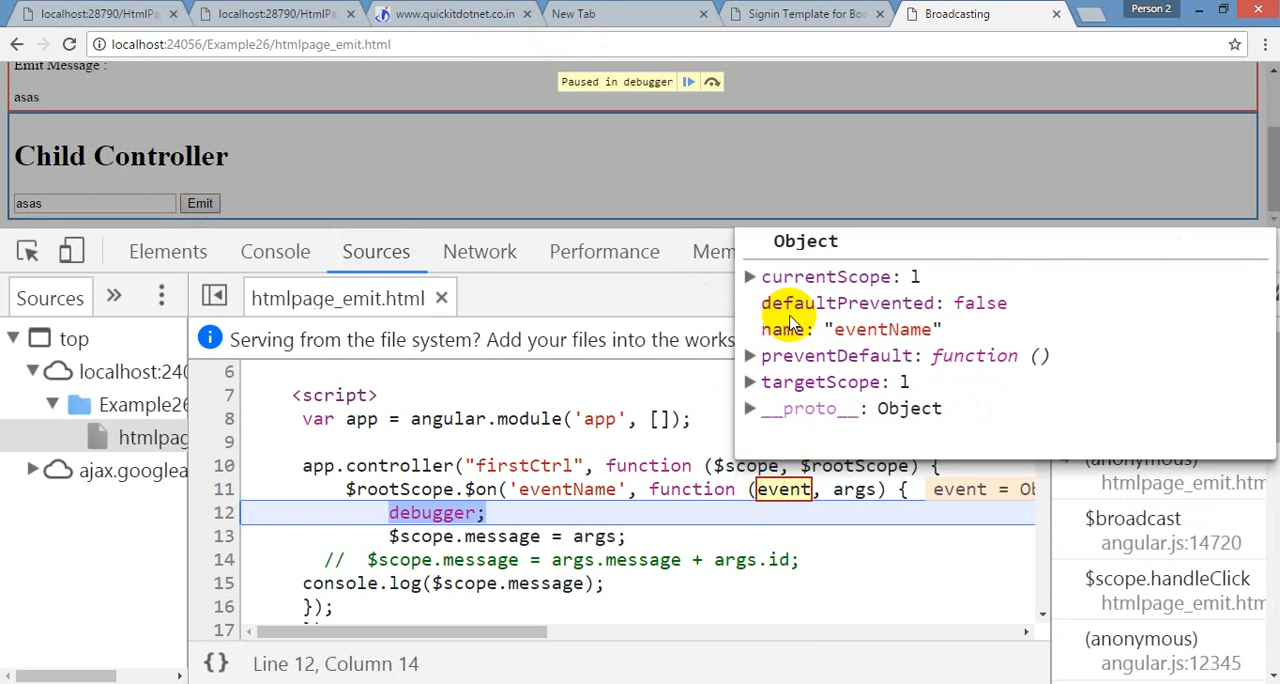 localhost:28790/HtmlPa
localhost:28790/HtmlPa
www.quickitdotnet.co.in
New Tab
Signin Template for Boo
Broadcasting
Person 2
localhost:24056/Example26/htmlpage_emit.html
Emit Message :
Paused in debugger
asas
Child Controller
asas
Emit
Elements
Console
Sources
Network
Performance
Mem
Object
currentScope: l
defaultPrevented: false
name: "eventName"
preventDefault: function ()
targetScope: l
__proto__: Object
Sources
»
htmlpage_emit.html
top
localhost:240
Example26
htmlpag
ajax.googlea
Serving from the file system? Add your files into the works
6
7 <script>
8 var app = angular.module('app', []);
9
10 app.controller("firstCtrl", function ($scope, $rootScope) {
11 $rootScope.$on('eventName', function (event, args) { event = Ob
12 debugger;
13 $scope.message = args;
14 // $scope.message = args.message + args.id;
15 console.log($scope.message);
16 });
17
(anonymous)
htmlpage_emit.htm
$broadcast
angular.js:14720
$scope.handleClick
htmlpage_emit.htm
(anonymous)
angular.js:12345
{} Line 12, Column 14